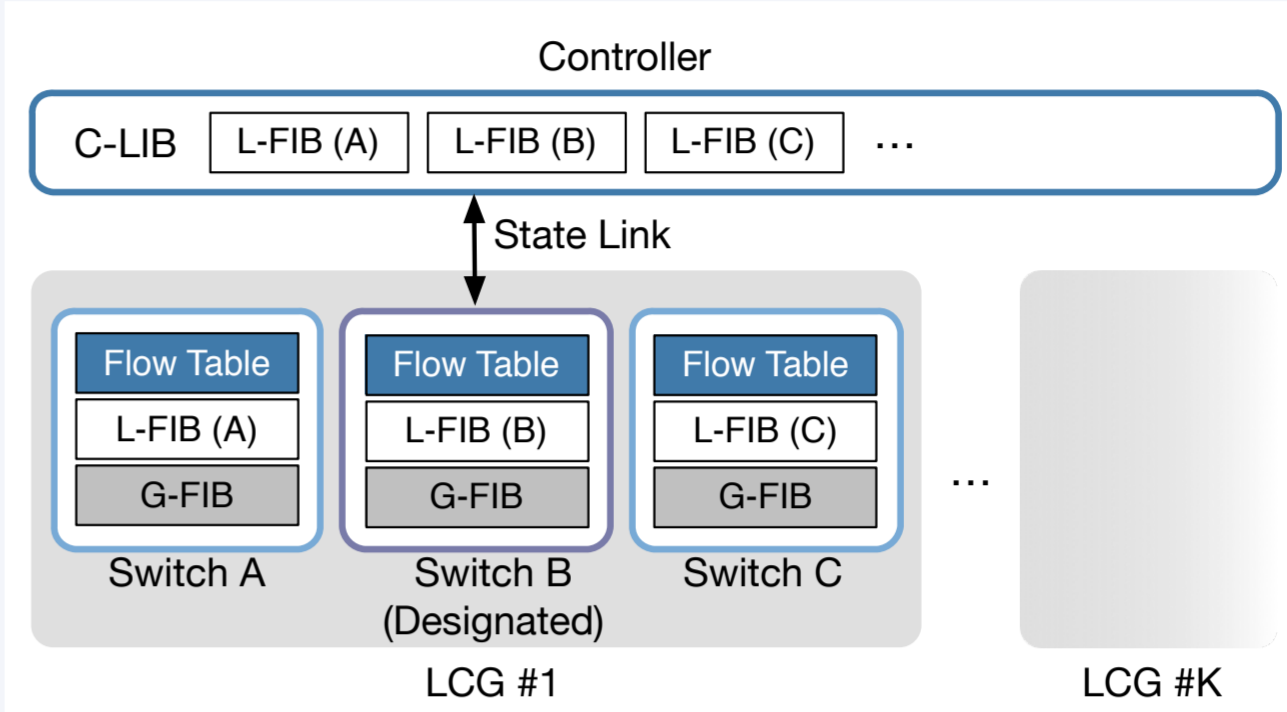 Controller
C-LIB L-FIB (A) L-FIB (B) L-FIB (C) ...
State Link
Flow Table Flow Table Flow Table
L-FIB (A) L-FIB (B) L-FIB (C)
G-FIB G-FIB G-FIB ...
Switch A Switch B Switch C
(Designated)
LCG #1 LCG #K